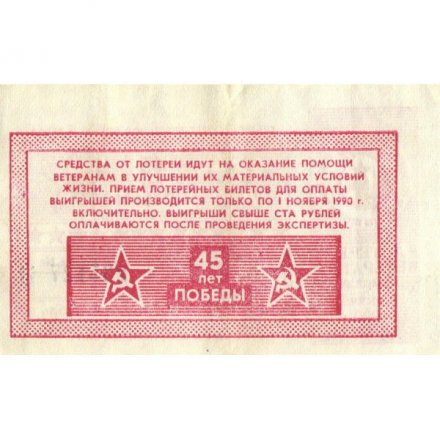 СРЕДСТВА ОТ ЛОТЕРЕИ ИДУТ НА ОКАЗАНИЕ ПОМОЩИ
ВЕТЕРАНАМ В УЛУЧШЕНИИ ИХ МАТЕРИАЛЬНЫХ УСЛОВИЙ
ЖИЗНИ. ПРИЕМ ЛОТЕРЕЙНЫХ БИЛЕТОВ ДЛЯ ОПЛАТЫ
ВЫИГРЫШЕЙ ПРОИЗВОДИТСЯ ТОЛЬКО ПО 1 НОЯБРЯ 1990 г.
ВКЛЮЧИТЕЛЬНО. ВЫИГРЫШИ СВЫШЕ СТА РУБЛЕЙ
ОПЛАЧИВАЮТСЯ ПОСЛЕ ПРОВЕДЕНИЯ ЭКСПЕРТИЗЫ.
45
лет
ПОБЕДЫ